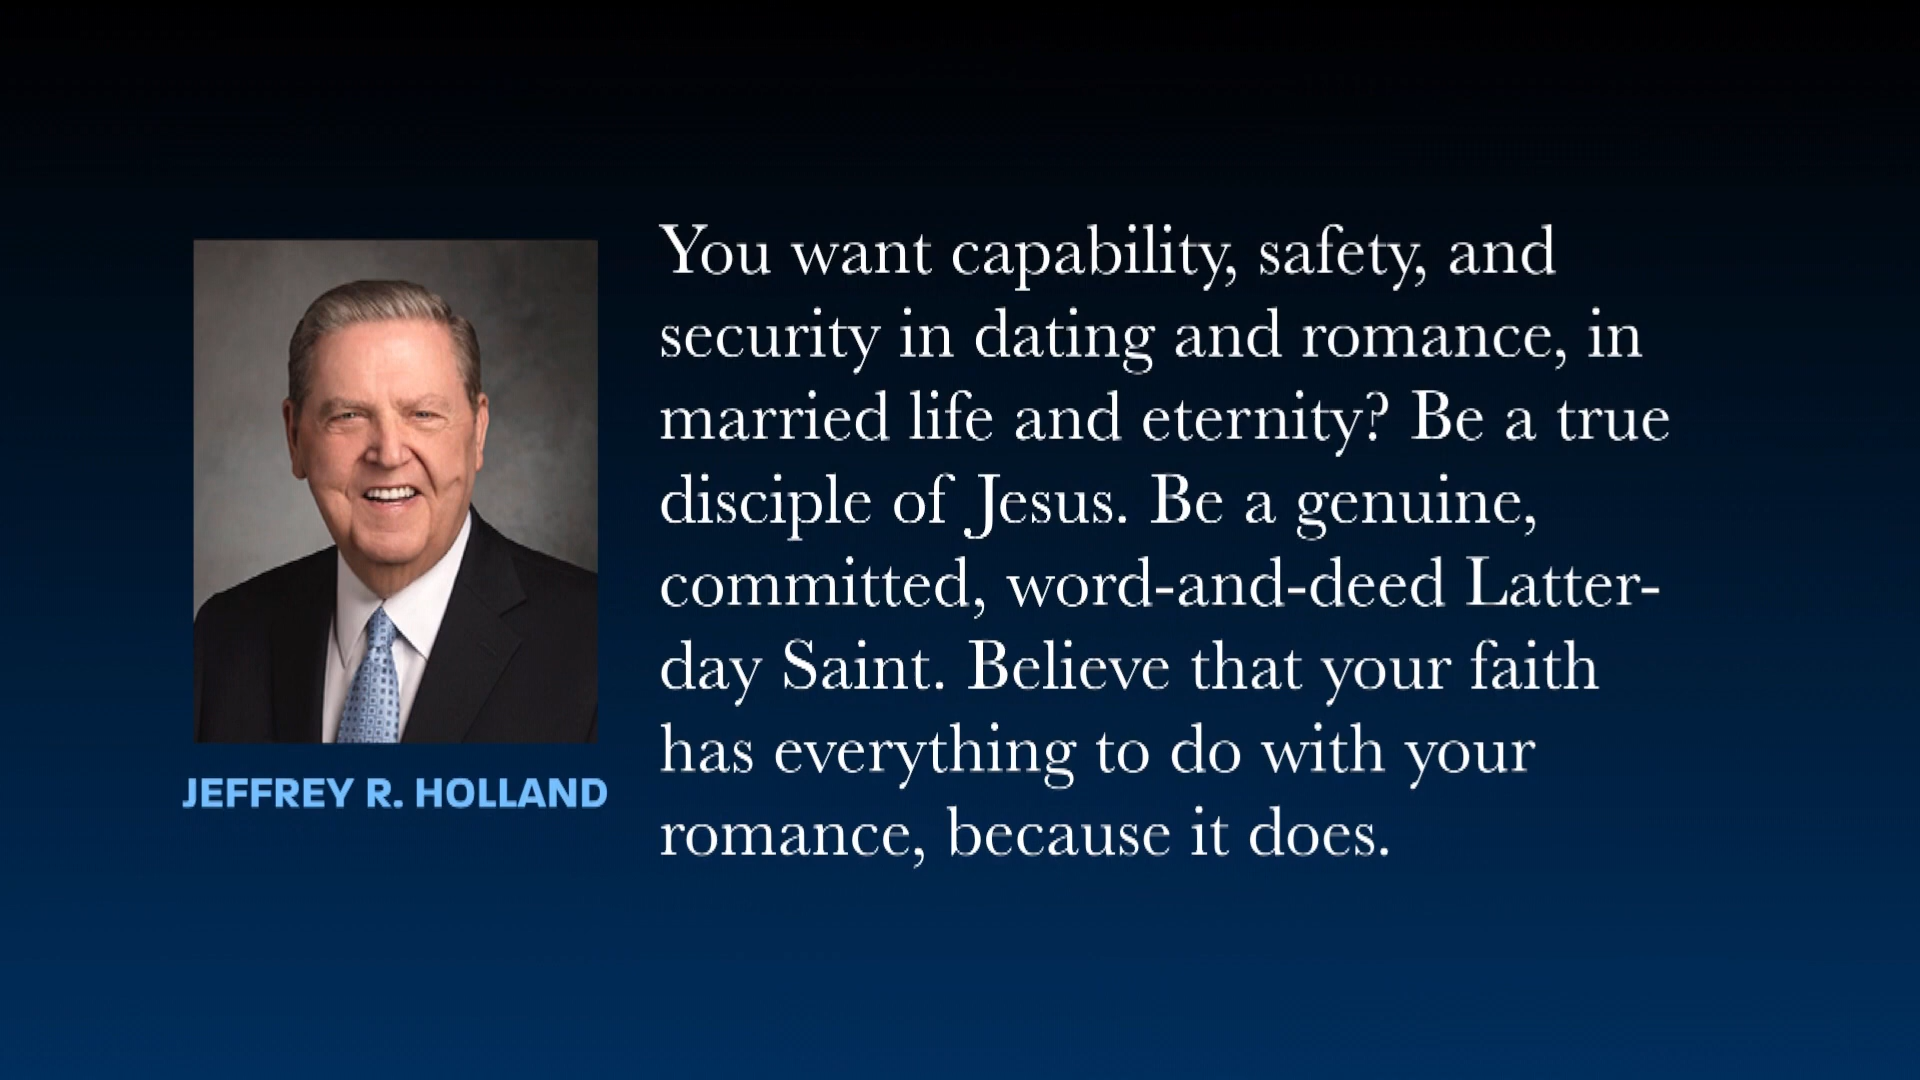 You want capability, safety, and
security in dating and romance, in
married life and eternity? Be a true
disciple of Jesus. Be a genuine,
committed, word-and-deed Latter-
day Saint. Believe that your faith
has everything to do with your
romance, because it does.
JEFFREY R. HOLLAND